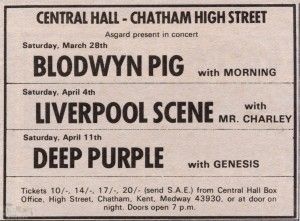 CENTRAL HALL - CHATHAM HIGH STREET
Asgard present in concert
Saturday, March 28th
BLODWYN PIG with MORNING
Saturday, April 4th
LIVERPOOL SCENE with
MR. CHARLEY
Saturday, April 11th
DEEP PURPLE with GENESIS
Tickets 10/-, 14/-, 17/-, 20/- (send S.A.E.) from Central Hall Box
Office, High Street, Chatham, Kent, Medway 43930, or at door on
night. Doors open 7 p.m.